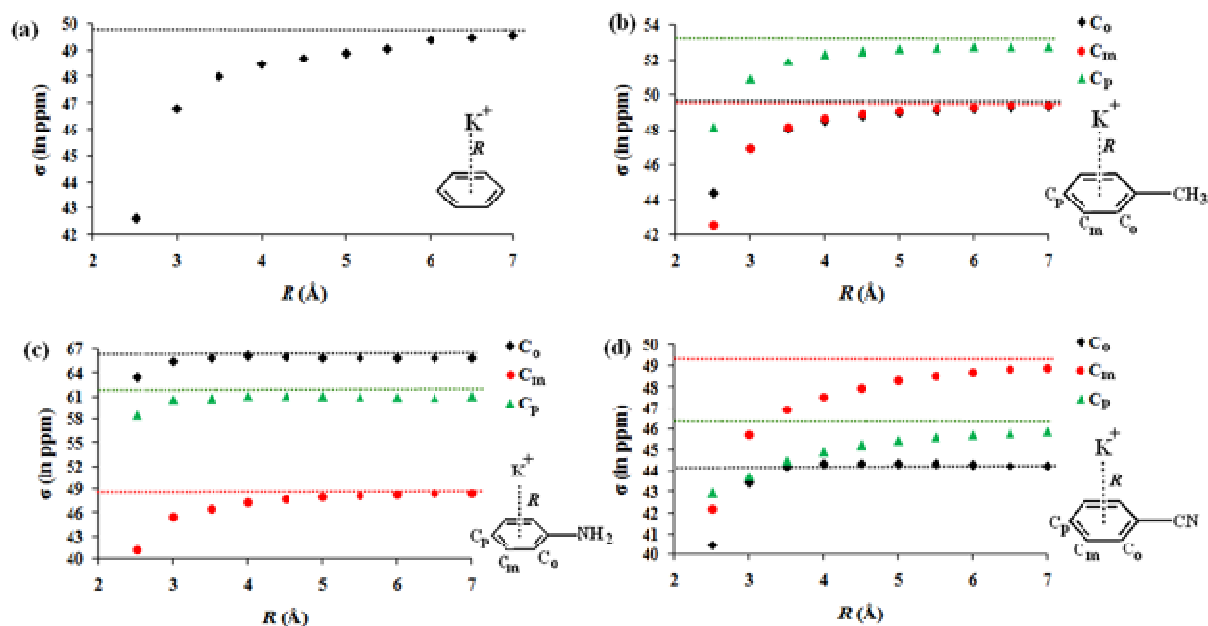 (a)
σ (in ppm)
50
49
48
47
46
45
44
43
42
2 3 4 5 6 7
R (Å)
K+
R
(b)
σ (in ppm)
54
52
50
48
46
44
42
2 3 4 5 6 7
R (Å)
Co
Cm
Cp
K+
R
Cp
CH3
Cm Co
(c)
σ (in ppm)
67
64
61
58
55
52
49
46
43
40
2 3 4 5 6 7
R (Å)
Co
Cm
Cp
K+
R
Cp
NH2
Cm Co
(d)
σ (in ppm)
50
49
48
47
46
45
44
43
42
41
40
2 3 4 5 6 7
R (Å)
Co
Cm
Cp
K+
R
Cp
CN
Cm Co